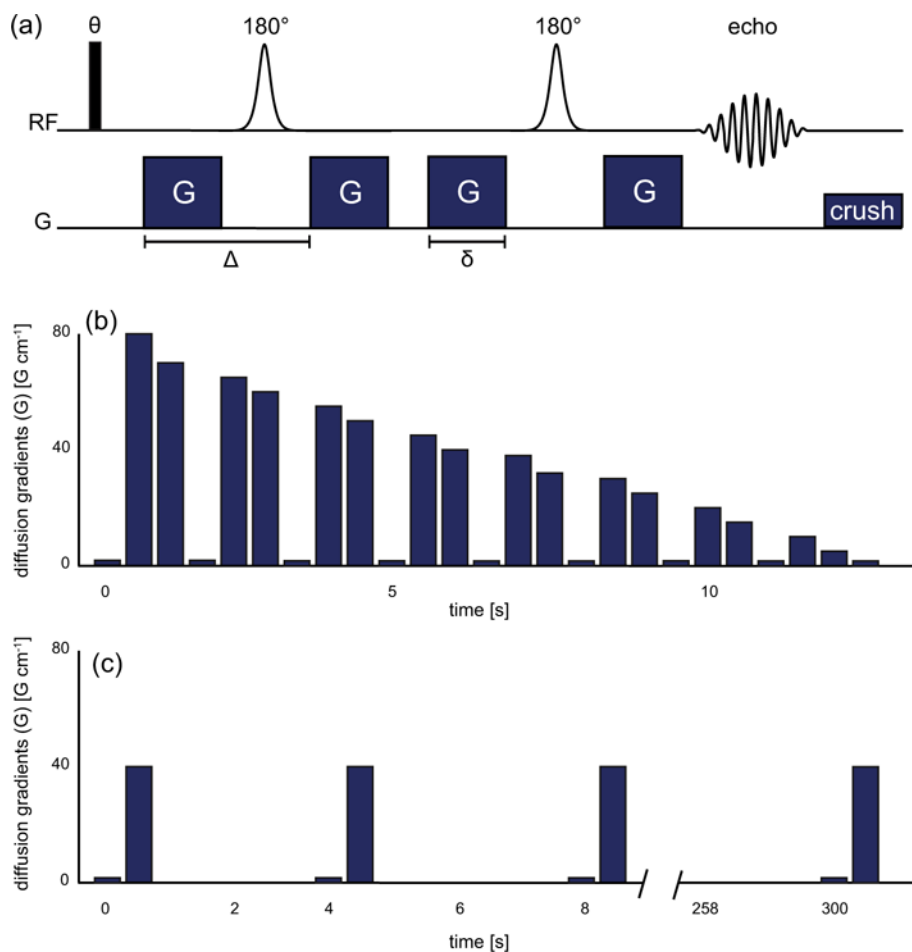 (a)
θ 180° 180° echo
RF
G G G G
G crush
Δ δ
(b)
diffusion gradients (G) [G cm⁻¹]
80
40
0
0 5 10
time [s]
(c)
diffusion gradients (G) [G cm⁻¹]
80
40
0
0 2 4 6 8 258 300
time [s]